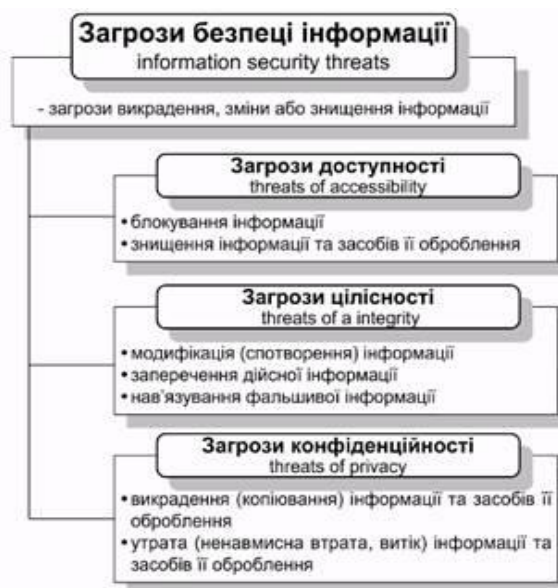 Загрози безпеці інформації
information security threats
- загрози викрадення, зміни або знищення інформації
Загрози доступності
threats of accessibility
• блокування інформації
• знищення інформації та засобів її оброблення
Загрози цілісності
threats of a integrity
• модифікація (спотворення) інформації
• заперечення дійсної інформації
• нав'язування фальшивої інформації
Загрози конфіденційності
threats of privacy
• викрадення (копіювання) інформації та засобів її
оброблення
• утрата (ненавмисна втрата, витік) інформації та
засобів її оброблення